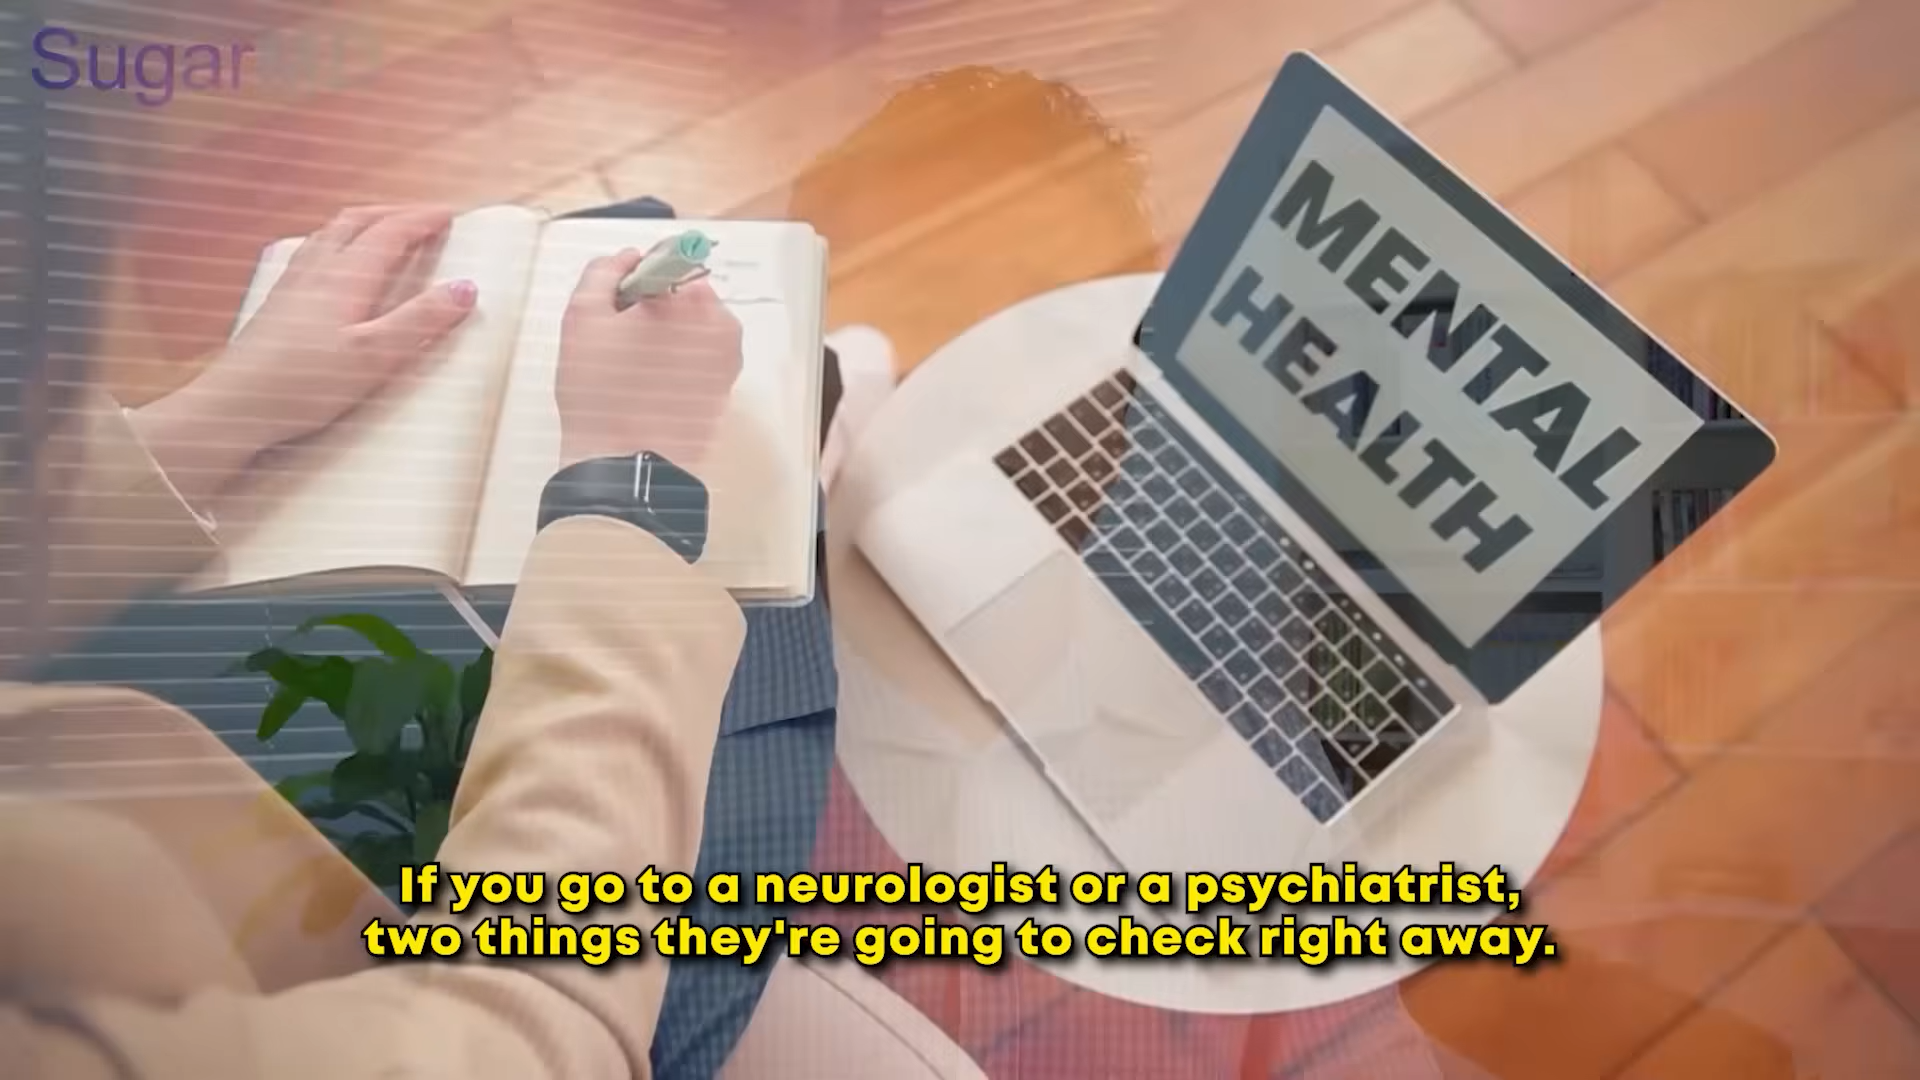 Sugar
MENTAL
HEALTH
If you go to a neurologist or a psychiatrist,
two things they're going to check right away.